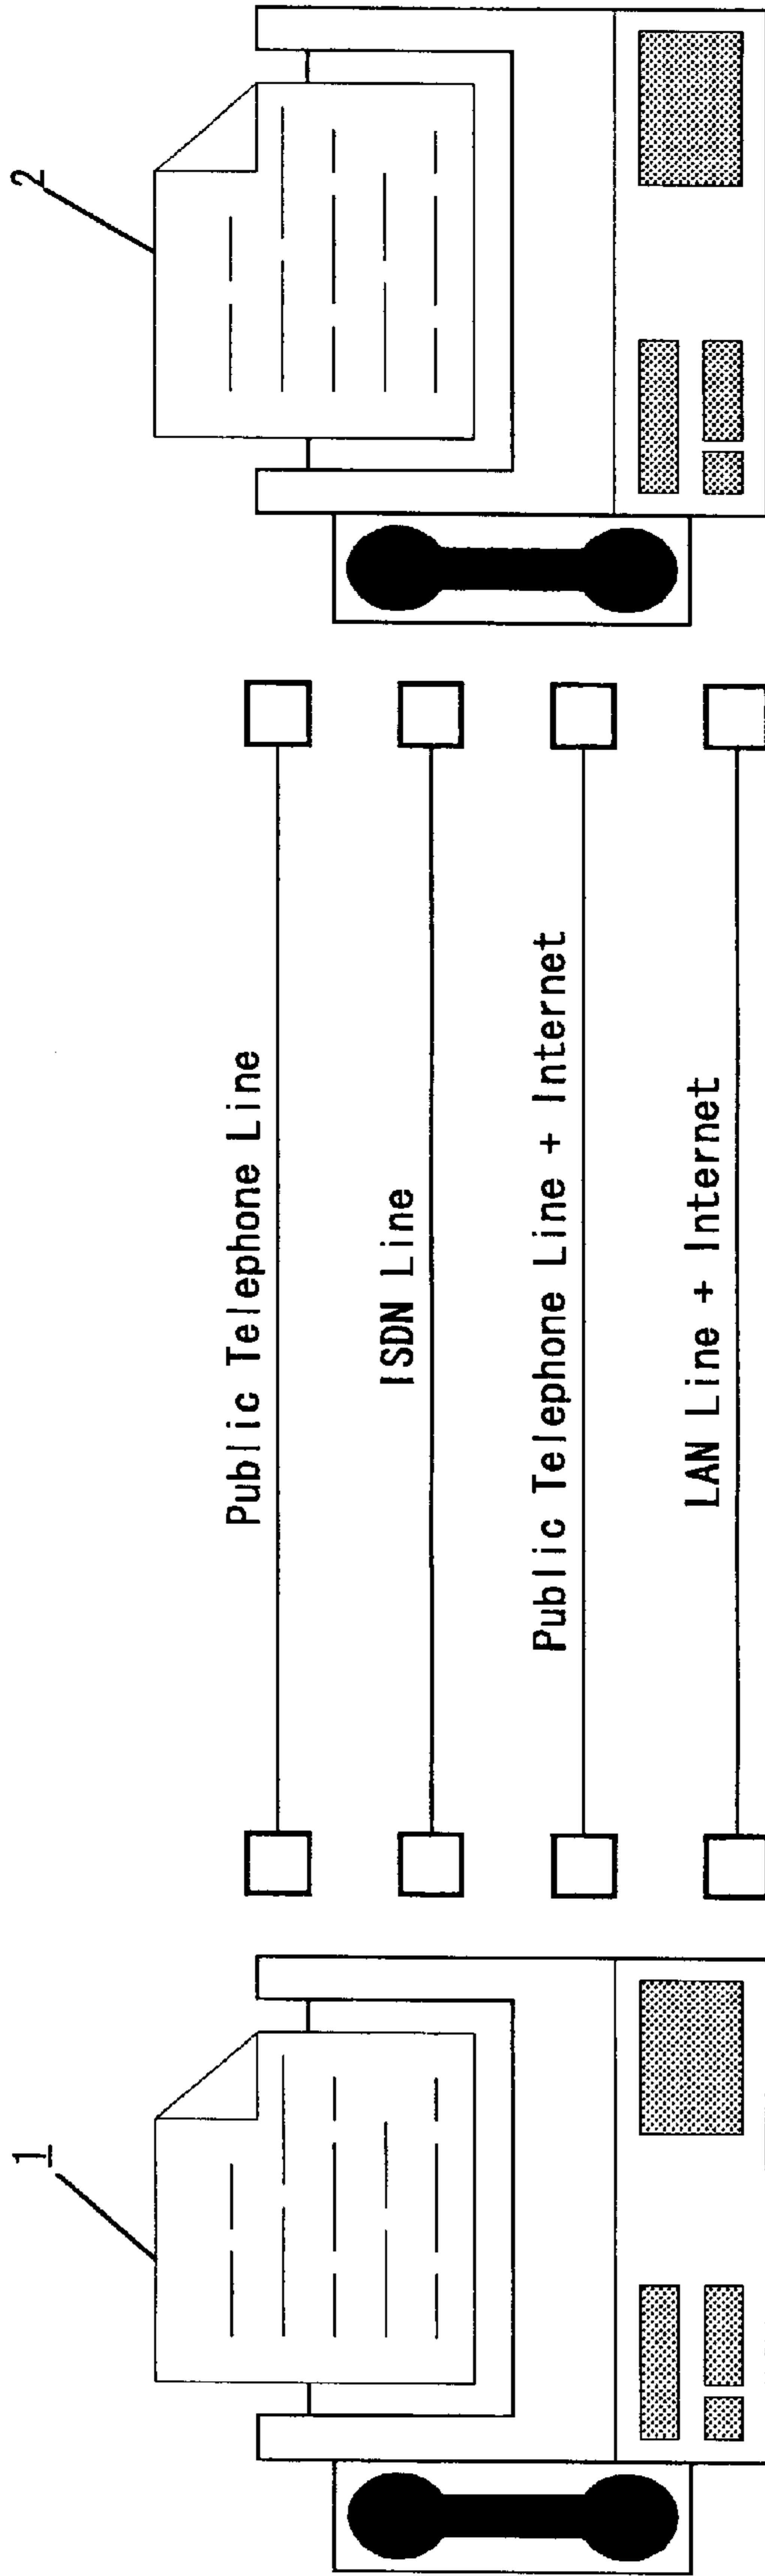 1
2
Public Telephone Line
ISDN Line
Public Telephone Line + Internet
LAN Line + Internet